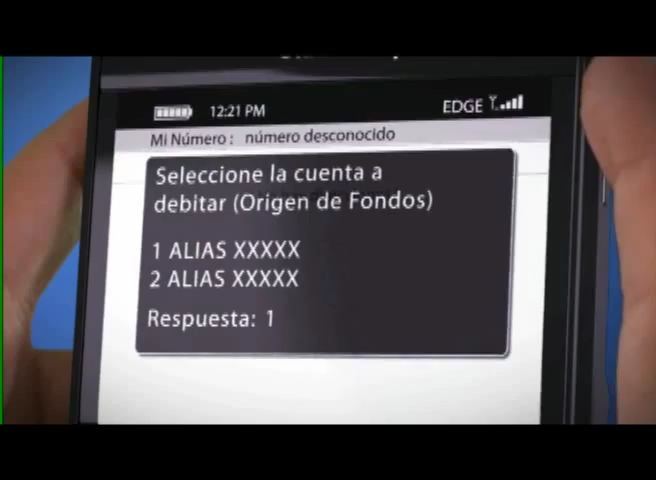 12:21 PM EDGE
Mi Número : número desconocido
Seleccione la cuenta a
debitar (Origen de Fondos)
1 ALIAS XXXXX
2 ALIAS XXXXX
Respuesta: 1